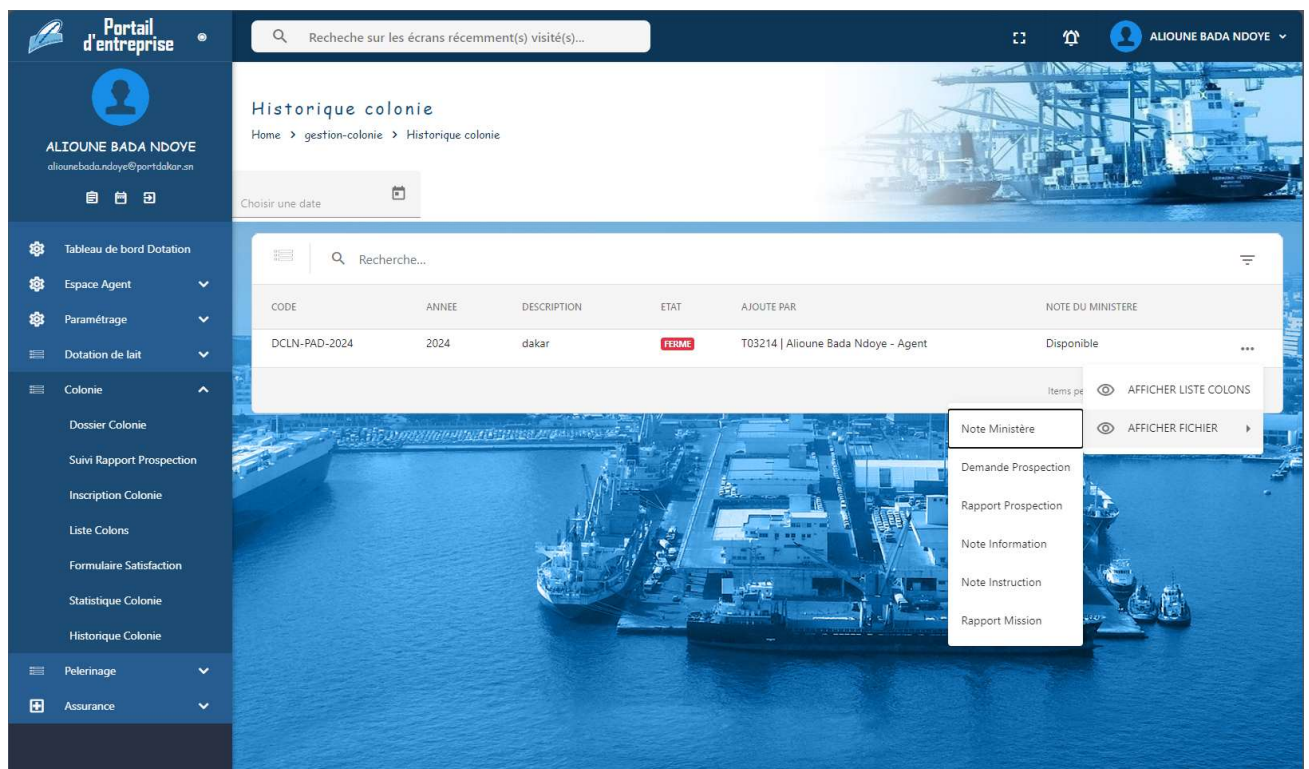 Portail
d'entreprise
Recheche sur les écrans récemment(s) visité(s)...
ALIOUNE BADA NDOYE
ALIOUNE BADA NDOYE
aliounebada.ndoye@portdakar.sn
Historique colonie
Home > gestion-colonie > Historique colonie
Choisir une date
Tableau de bord Dotation
Espace Agent
Paramétrage
Dotation de lait
Colonie
Dossier Colonie
Suivi Rapport Prospection
Inscription Colonie
Liste Colons
Formulaire Satisfaction
Statistique Colonie
Historique Colonie
Pelerinage
Assurance
Recherche...
CODE ANNEE DESCRIPTION ETAT AJOUTE PAR NOTE DU MINISTERE
DCLN-PAD-2024 2024 dakar FERME T03214 | Alioune Bada Ndoye - Agent Disponible
Items pe
AFFICHER LISTE COLONS
AFFICHER FICHIER
Note Ministère
Demande Prospection
Rapport Prospection
Note Information
Note Instruction
Rapport Mission